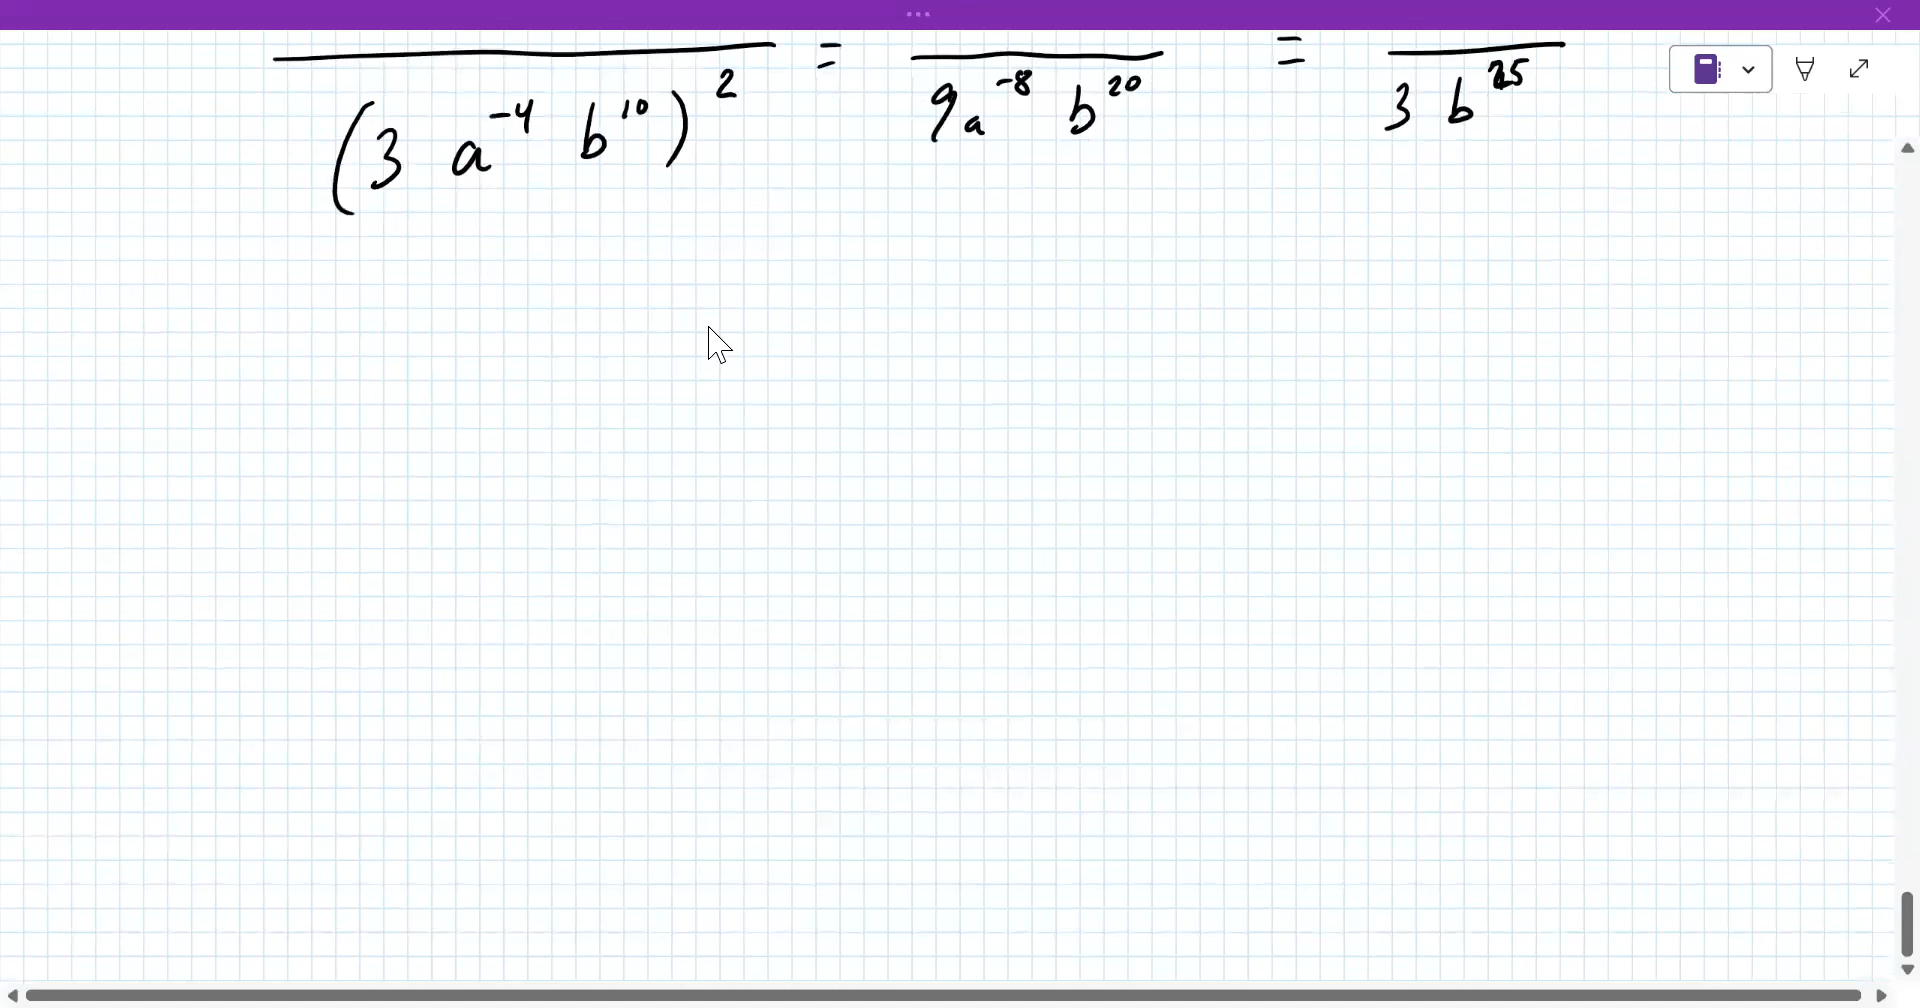 = =
(3 a^-4 b^10)^2 9a^-8 b^20 3 b^25